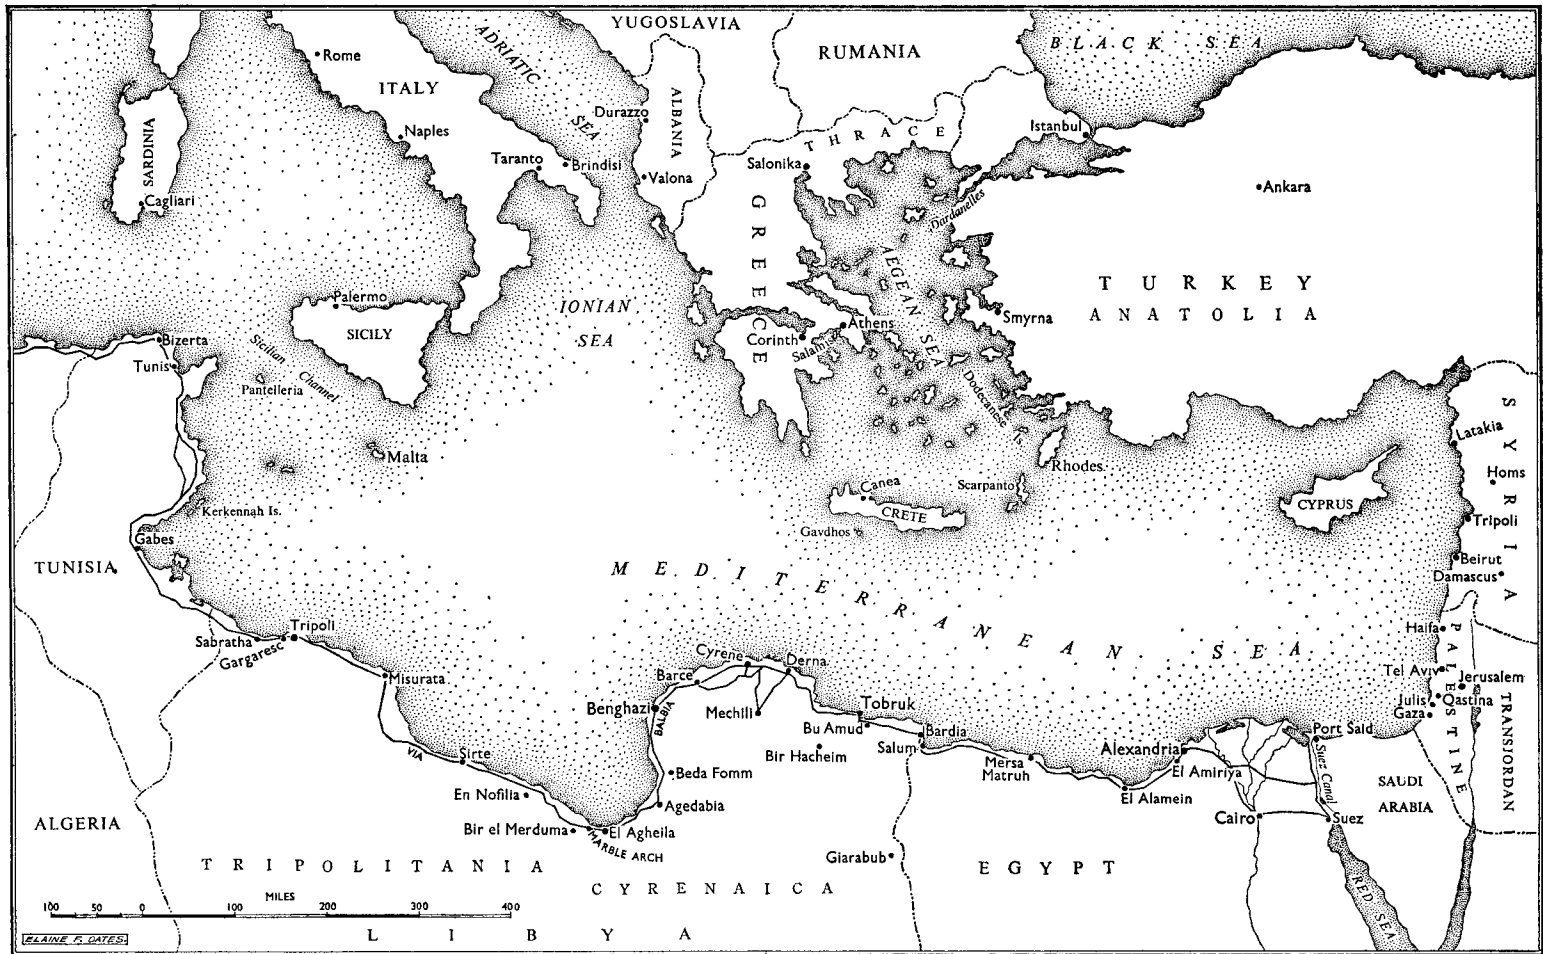 YUGOSLAVIA
RUMANIA
BLACK SEA
ADRIATIC
SEA
Rome
ITALY
ALBANIA
Durazzo
THRACE
Istanbul
Naples
SARDINIA
Taranto
Brindisi
Salonika
Valona
Ankara
Cagliari
GREECE
Dardanelles
AEGEAN SEA
TURKEY
ANATOLIA
Palermo
IONIAN
SEA
SICILY
Athens
Smyrna
Corinth
Salamis
Bizerta
Tunis
Sicilian
Channel
Pantelleria
Dodecanese Is.
SYRIA
Latakia
Malta
Rhodes
Homs
Canea
Scarpanto
CRETE
CYPRUS
Kerkennah Is.
Gavdhos
Tripoli
Gabes
TUNISIA
Beirut
Damascus
MEDITERRANEAN SEA
Haifa
PALESTINE
Tripoli
Sabratha
Gargaresc
Cyrene
Derna
Tel Aviv
Jerusalem
Misurata
Barce
Julis
Qastina
Benghazi
BALBIA
Mechili
Tobruk
Gaza
TRANSJORDAN
Bu Amud
Bardia
Port Said
VIA
Sirte
Bir Hacheim
Salum
Mersa
Matruh
Alexandria
El Amiriya
Suez Canal
Beda Fomm
SAUDI
ARABIA
En Nofilia
Agedabia
El Alamein
Cairo
Suez
ALGERIA
Bir el Merduma
El Agheila
MARBLE ARCH
Giarabub
TRIPOLITANIA
EGYPT
CYRENAICA
RED SEA
MILES
100 50 0 100 200 300 400
ELAINE F. OATES.
LIBYA